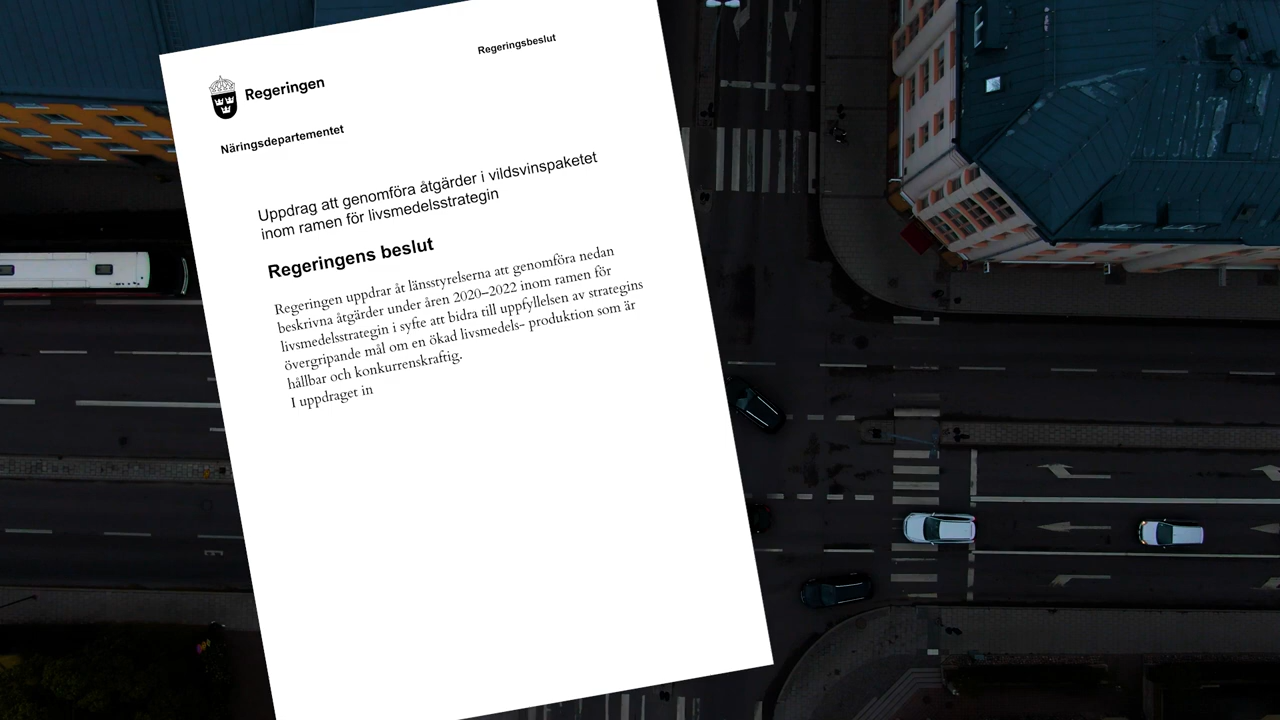 Regeringsbeslut
Regeringen
Näringsdepartementet
Uppdrag att genomföra åtgärder i vildsvinspaketet
inom ramen för livsmedelsstrategin
Regeringens beslut
Regeringen uppdrar åt länsstyrelserna att genomföra nedan
beskrivna åtgärder under åren 2020–2022 inom ramen för
livsmedelsstrategin i syfte att bidra till uppfyllelsen av strategins
övergripande mål om en ökad livsmedels- produktion som är
hållbar och konkurrenskraftig.
I uppdraget in